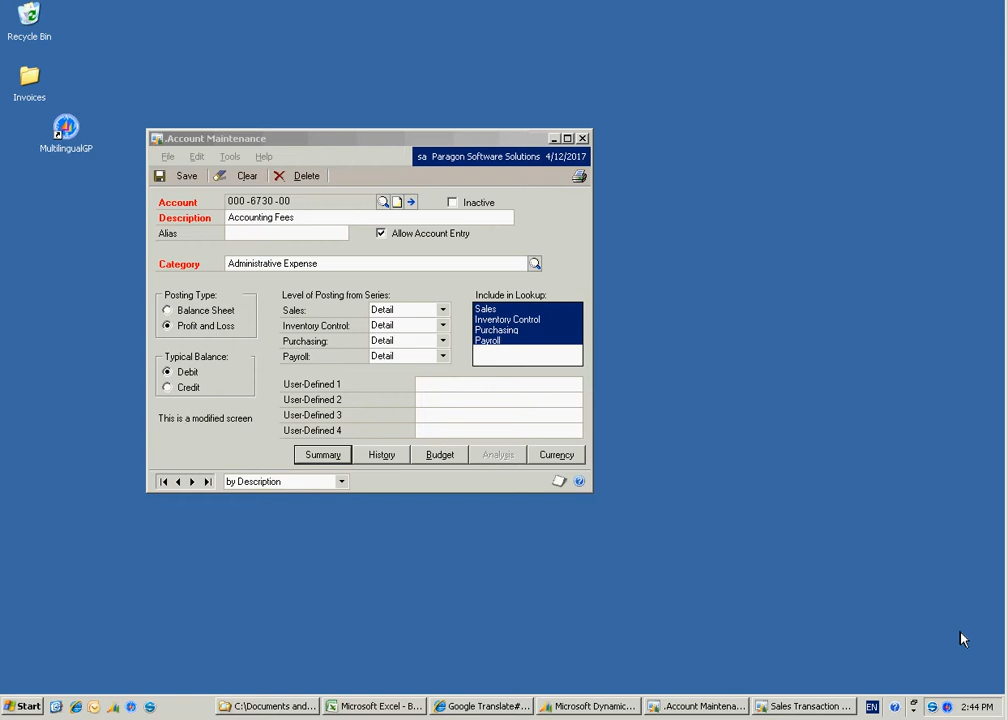 Recycle Bin
Invoices
MultilingualGP
.Account Maintenance
File Edit Tools Help
sa Paragon Software Solutions 4/12/2017
Save Clear Delete
Account 000 -6730 -00 Inactive
Description Accounting Fees
Alias Allow Account Entry
Category Administrative Expense
Posting Type: Level of Posting from Series: Include in Lookup:
Balance Sheet Sales: Detail Sales
Profit and Loss Inventory Control: Detail Inventory Control
Purchasing: Detail Purchasing
Typical Balance: Payroll: Detail Payroll
Debit
Credit
User-Defined 1
User-Defined 2
User-Defined 3
User-Defined 4
This is a modified screen
Summary History Budget Analysis Currency
by Description
Start C:\Documents and... Microsoft Excel - B... Google Translate#... Microsoft Dynamic... .Account Maintena... Sales Transaction ... EN 2:44 PM